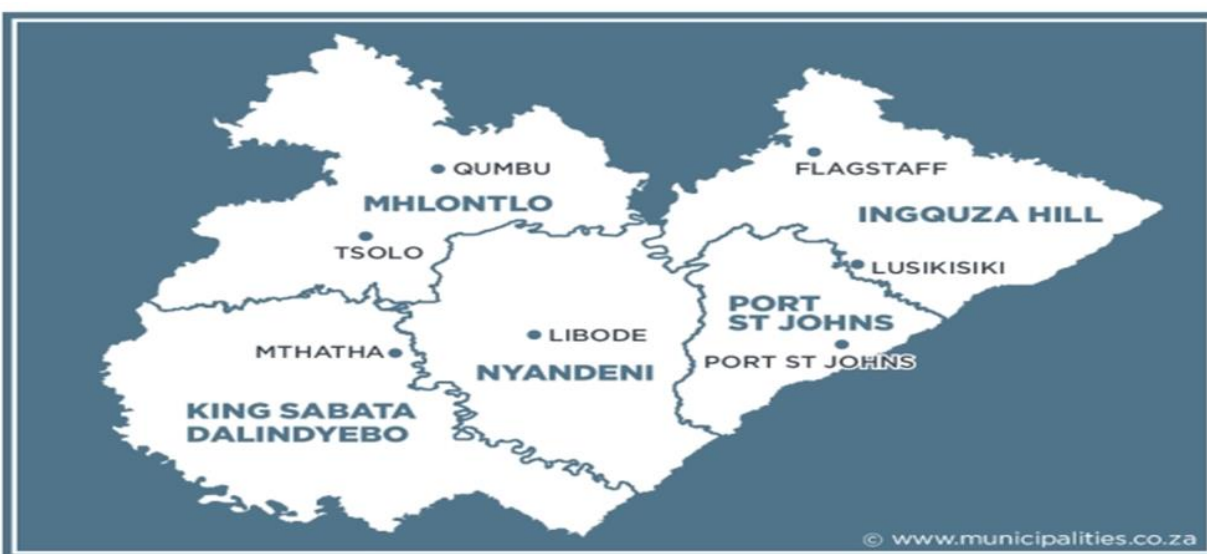 QUMBU
MHLONTLO
TSOLO
FLAGSTAFF
INGQUZA HILL
LUSIKISIKI
PORT
ST JOHNS
PORT ST JOHNS
LIBODE
NYANDENI
MTHATHA
KING SABATA
DALINDYEBO
© www.municipalities.co.za